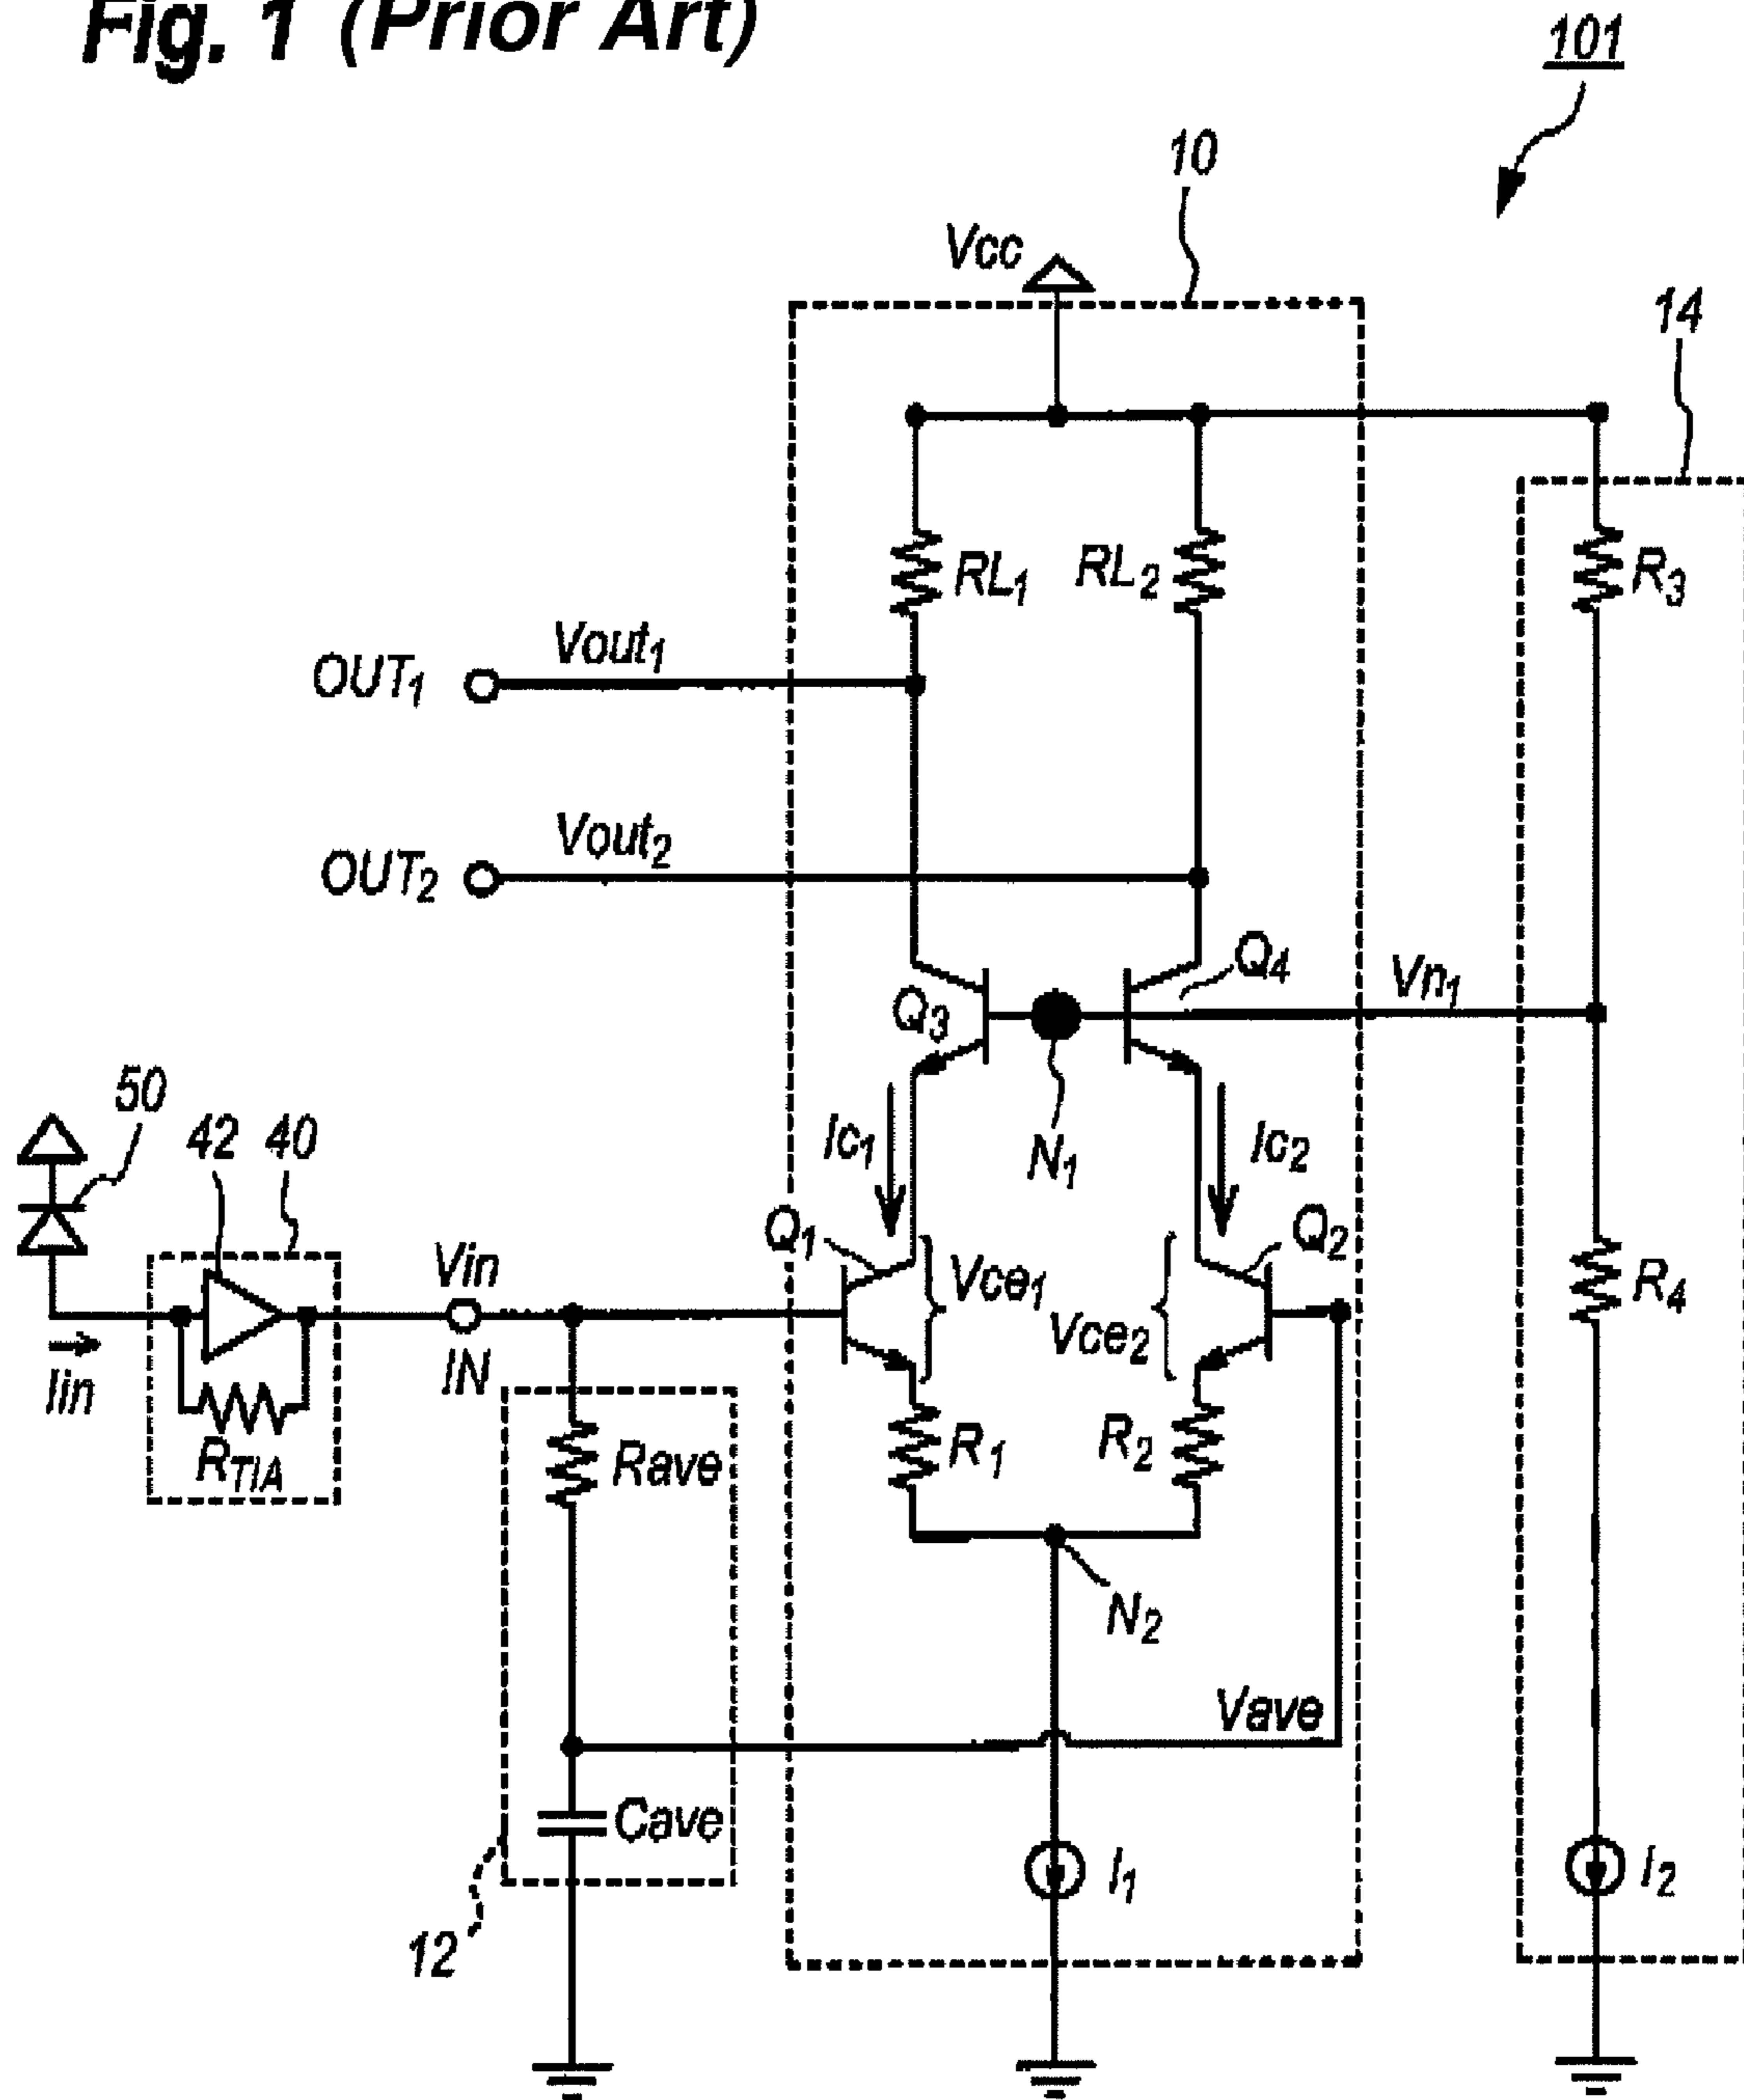 Fig. 1 (Prior Art)
101
10
Vcc
14
RL1
RL2
R3
OUT1
Vout1
OUT2
Vout2
Q3
Q4
Vn1
50
42
40
Ic1
N1
Ic2
Q1
Q2
Vin
Vce1
Vce2
R4
Iin
IN
RTIA
Rave
R1
R2
N2
Vave
Cave
I1
I2
12